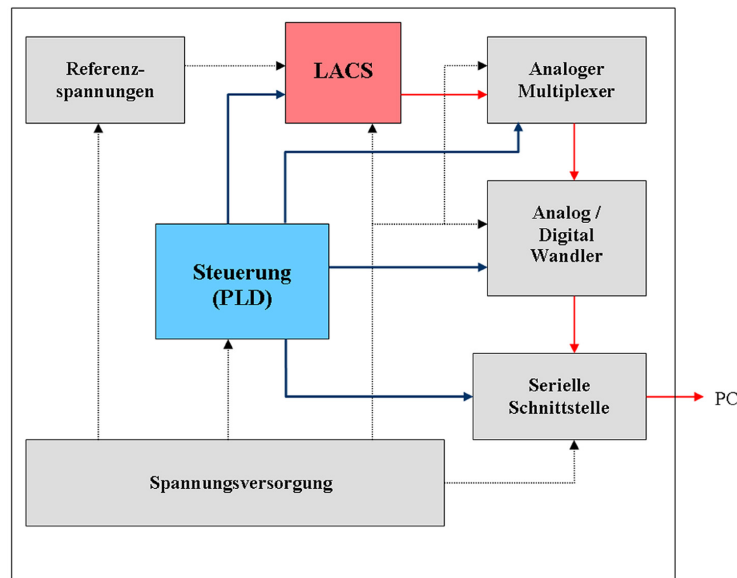 Referenz-
spannungen
LACS
Analoger
Multiplexer
Analog /
Digital
Wandler
Steuerung
(PLD)
Serielle
Schnittstelle
PC
Spannungsversorgung